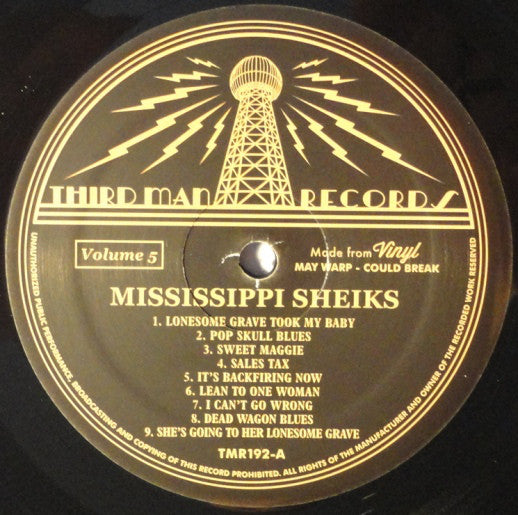 THIRD MAN RECORDS
Volume 5
Made from Vinyl
MAY WARP - COULD BREAK
MISSISSIPPI SHEIKS
1. LONESOME GRAVE TOOK MY BABY
2. POP SKULL BLUES
3. SWEET MAGGIE
4. SALES TAX
5. IT'S BACKFIRING NOW
6. LEAN TO ONE WOMAN
7. I CAN'T GO WRONG
8. DEAD WAGON BLUES
9. SHE'S GOING TO HER LONESOME GRAVE
TMR192-A
UNAUTHORIZED PUBLIC PERFORMANCE, BROADCASTING AND COPYING OF THIS RECORD PROHIBITED. ALL RIGHTS OF THE MANUFACTURER AND OWNER OF THE RECORDED WORK RESERVED